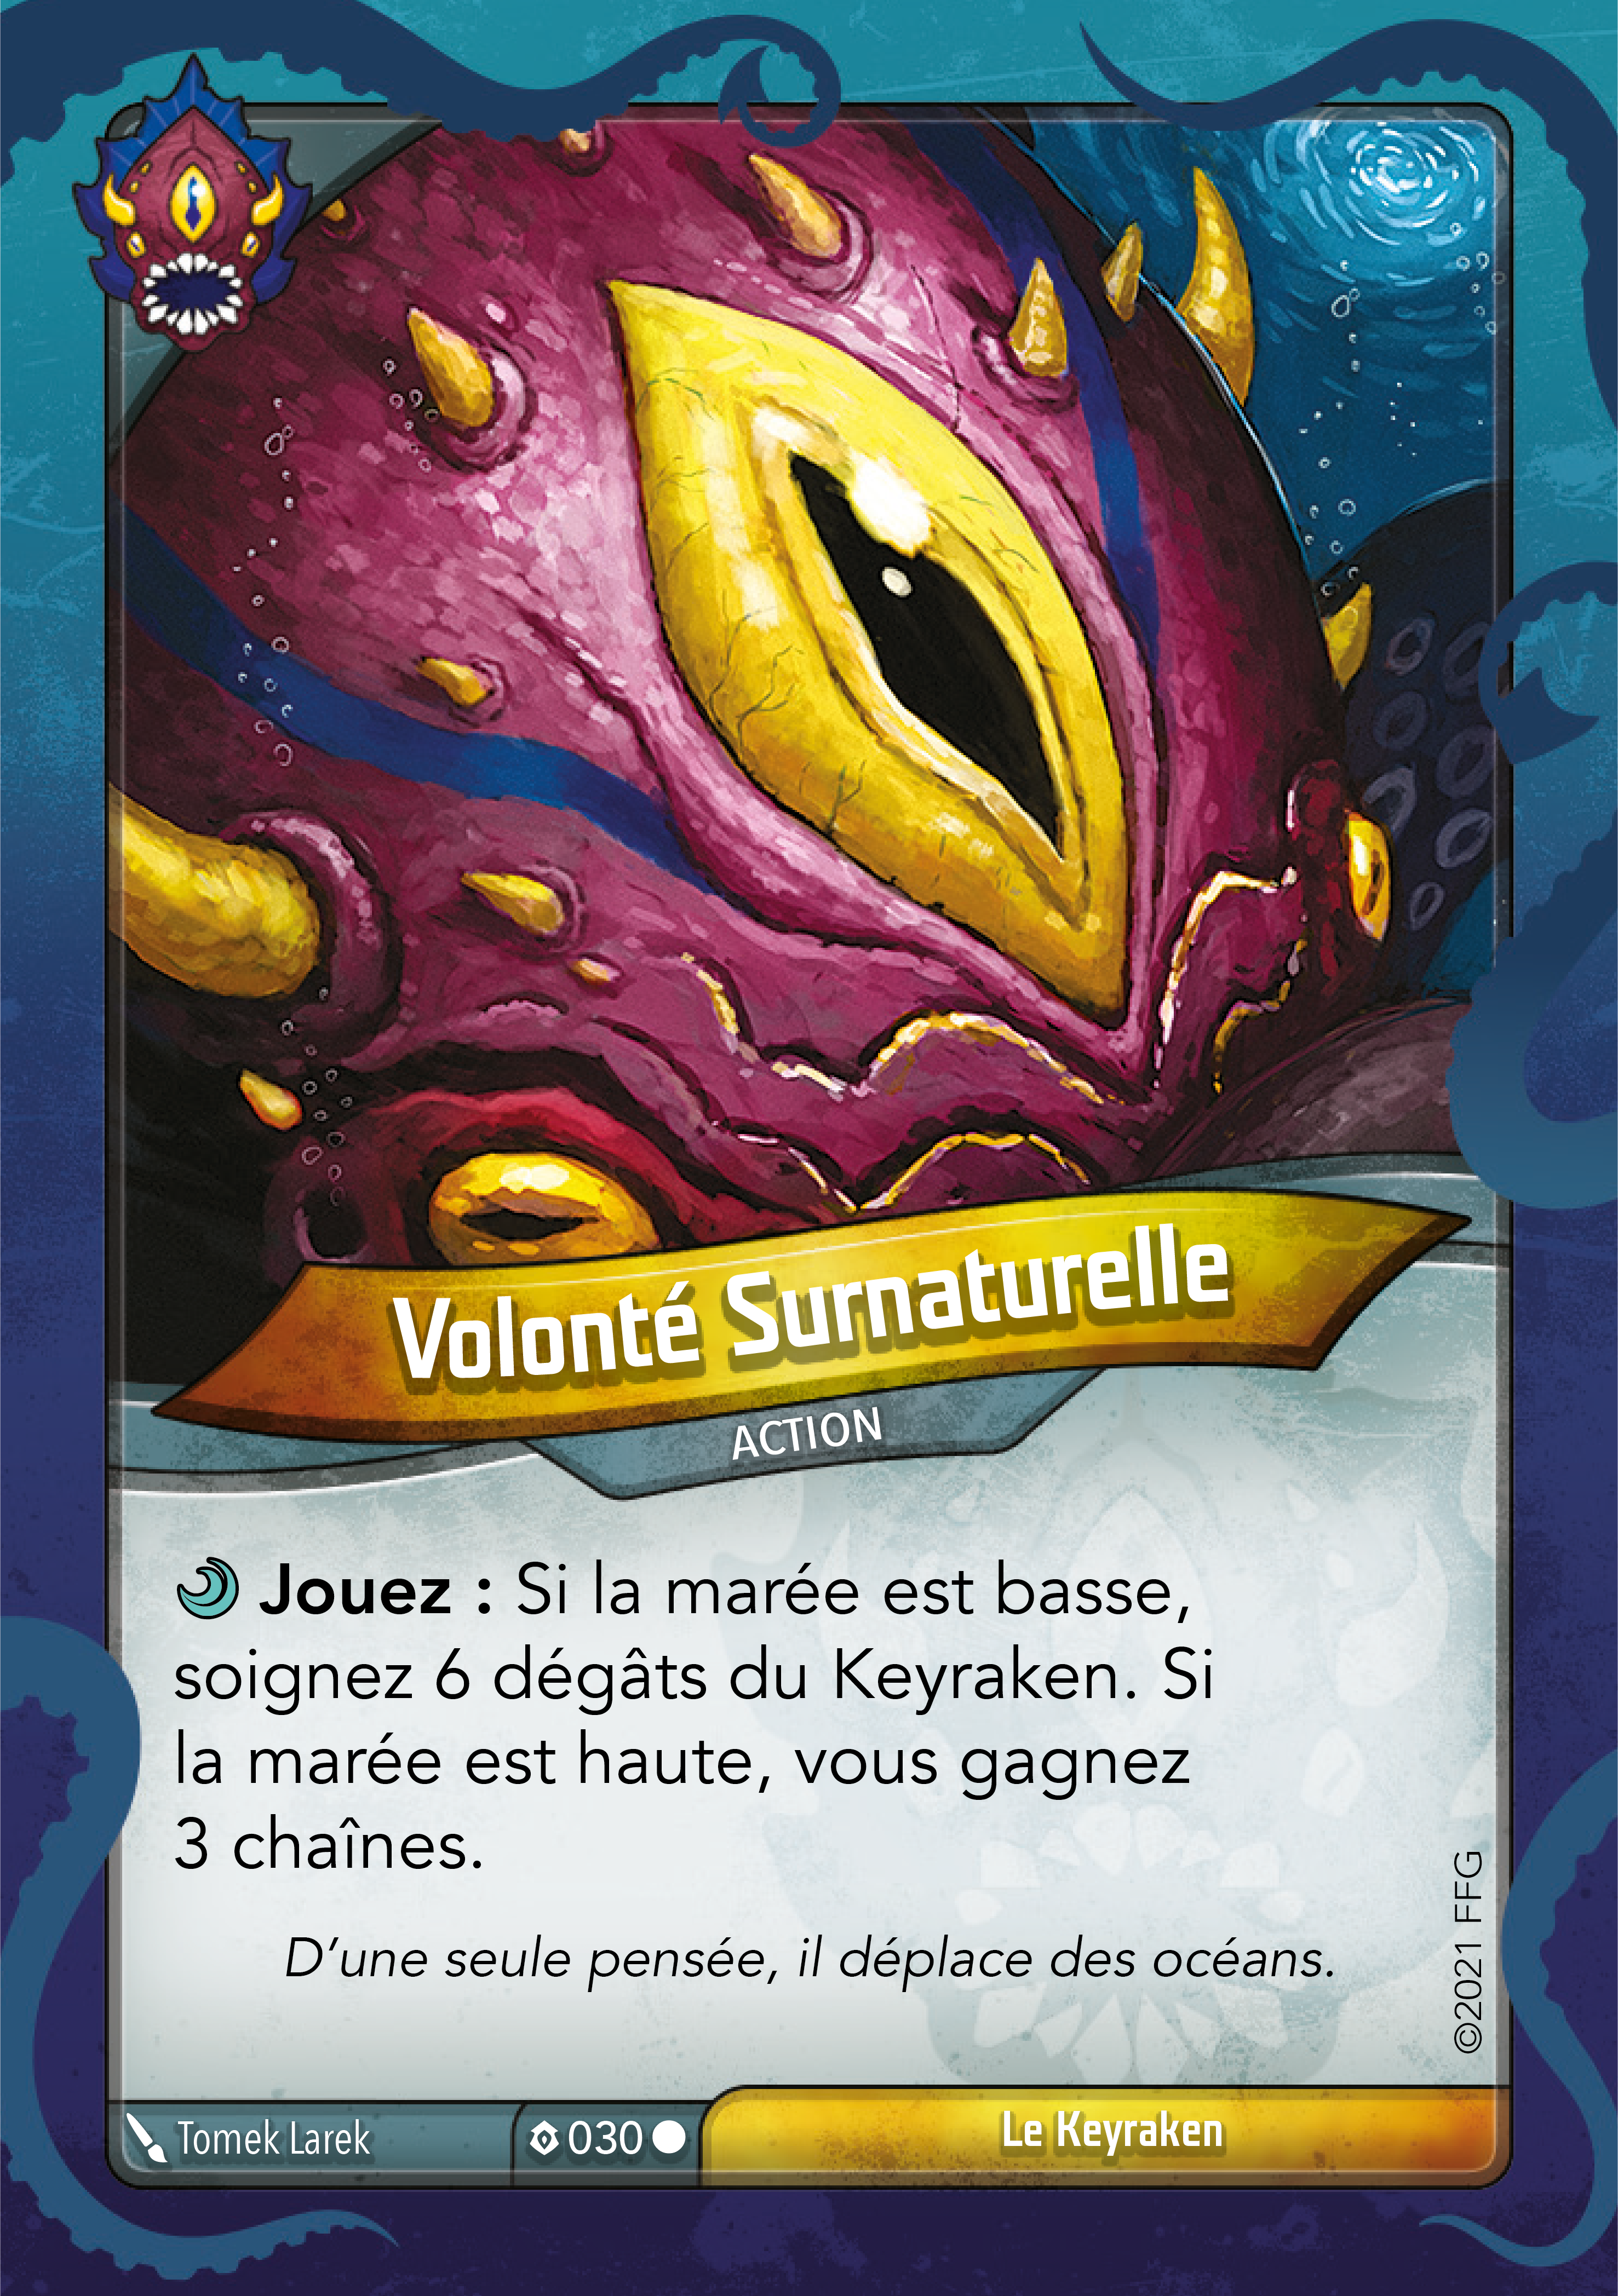 Volonté Surnaturelle
ACTION
Jouez : Si la marée est basse,
soignez 6 dégâts du Keyraken. Si
la marée est haute, vous gagnez
3 chaînes.
D’une seule pensée, il déplace des océans.
©2021 FFG
Tomek Larek
030
Le Keyraken